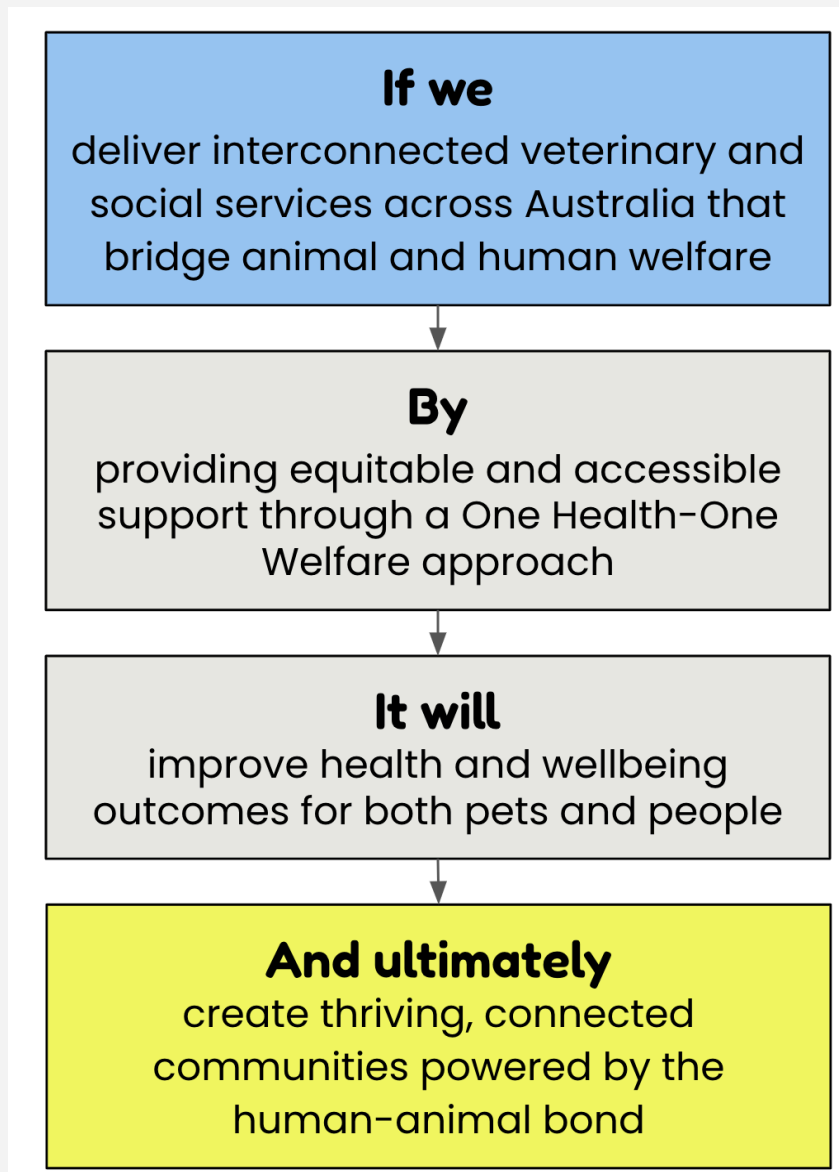 If we
deliver interconnected veterinary and
social services across Australia that
bridge animal and human welfare
By
providing equitable and accessible
support through a One Health-One
Welfare approach
It will
improve health and wellbeing
outcomes for both pets and people
And ultimately
create thriving, connected
communities powered by the
human-animal bond